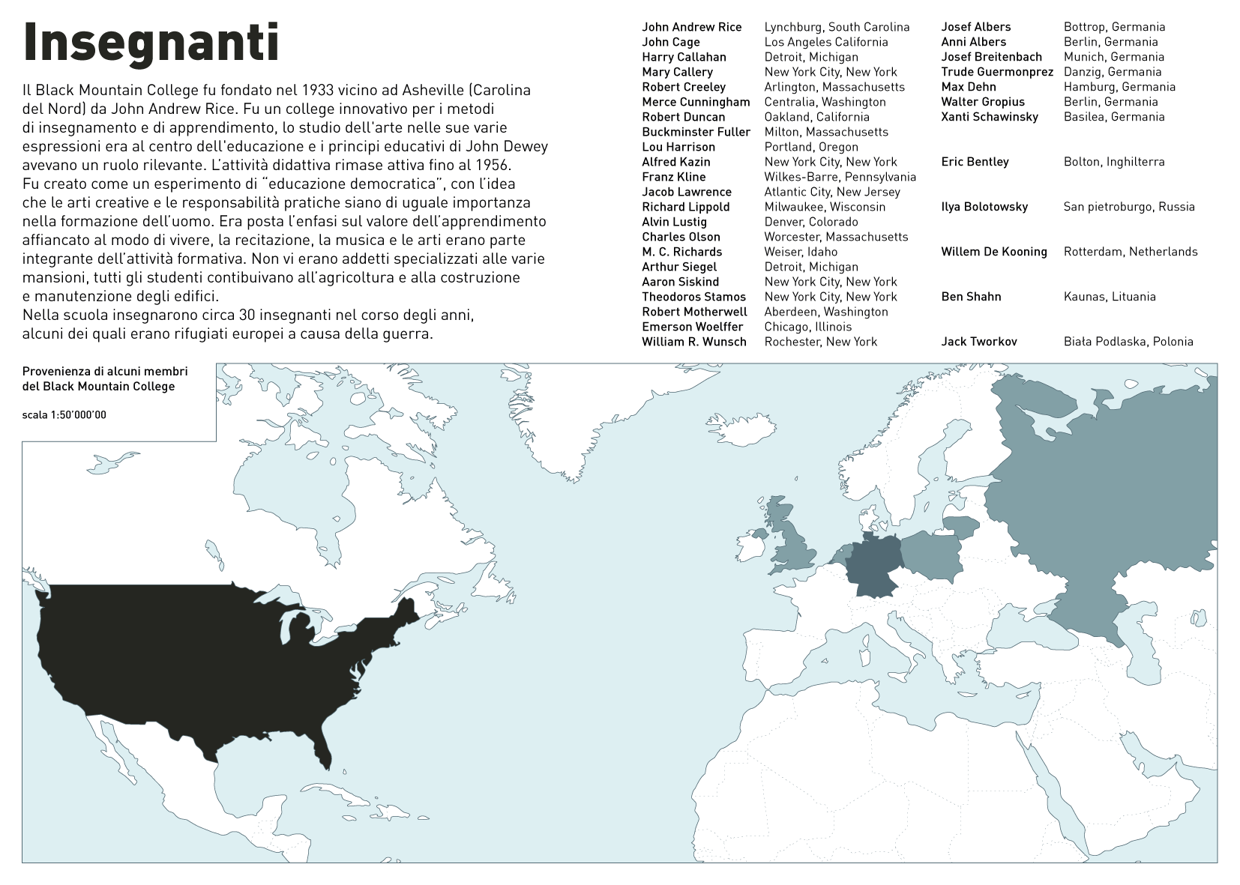 Insegnanti
Il Black Mountain College fu fondato nel 1933 vicino ad Asheville (Carolina
del Nord) da John Andrew Rice. Fu un college innovativo per i metodi
di insegnamento e di apprendimento, lo studio dell'arte nelle sue varie
espressioni era al centro dell'educazione e i principi educativi di John Dewey
avevano un ruolo rilevante. L'attività didattica rimase attiva fino al 1956.
Fu creato come un esperimento di "educazione democratica", con l'idea
che le arti creative e le responsabilità pratiche siano di uguale importanza
nella formazione dell'uomo. Era posta l'enfasi sul valore dell'apprendimento
affiancato al modo di vivere, la recitazione, la musica e le arti erano parte
integrante dell'attività formativa. Non vi erano addetti specializzati alle varie
mansioni, tutti gli studenti contibuivano all'agricoltura e alla costruzione
e manutenzione degli edifici.
Nella scuola insegnarono circa 30 insegnanti nel corso degli anni,
alcuni dei quali erano rifugiati europei a causa della guerra.
John Andrew Rice Lynchburg, South Carolina
John Cage Los Angeles California
Harry Callahan Detroit, Michigan
Mary Callery New York City, New York
Robert Creeley Arlington, Massachusetts
Merce Cunningham Centralia, Washington
Robert Duncan Oakland, California
Buckminster Fuller Milton, Massachusetts
Lou Harrison Portland, Oregon
Alfred Kazin New York City, New York
Franz Kline Wilkes-Barre, Pennsylvania
Jacob Lawrence Atlantic City, New Jersey
Richard Lippold Milwaukee, Wisconsin
Alvin Lustig Denver, Colorado
Charles Olson Worcester, Massachusetts
M. C. Richards Weiser, Idaho
Arthur Siegel Detroit, Michigan
Aaron Siskind New York City, New York
Theodoros Stamos New York City, New York
Robert Motherwell Aberdeen, Washington
Emerson Woelffer Chicago, Illinois
William R. Wunsch Rochester, New York
Josef Albers Bottrop, Germania
Anni Albers Berlin, Germania
Josef Breitenbach Munich, Germania
Trude Guermonprez Danzig, Germania
Max Dehn Hamburg, Germania
Walter Gropius Berlin, Germania
Xanti Schawinsky Basilea, Germania
Eric Bentley Bolton, Inghilterra
Ilya Bolotowsky San pietroburgo, Russia
Willem De Kooning Rotterdam, Netherlands
Ben Shahn Kaunas, Lituania
Jack Tworkov Biała Podlaska, Polonia
Provenienza di alcuni membri
del Black Mountain College
scala 1:50'000'00